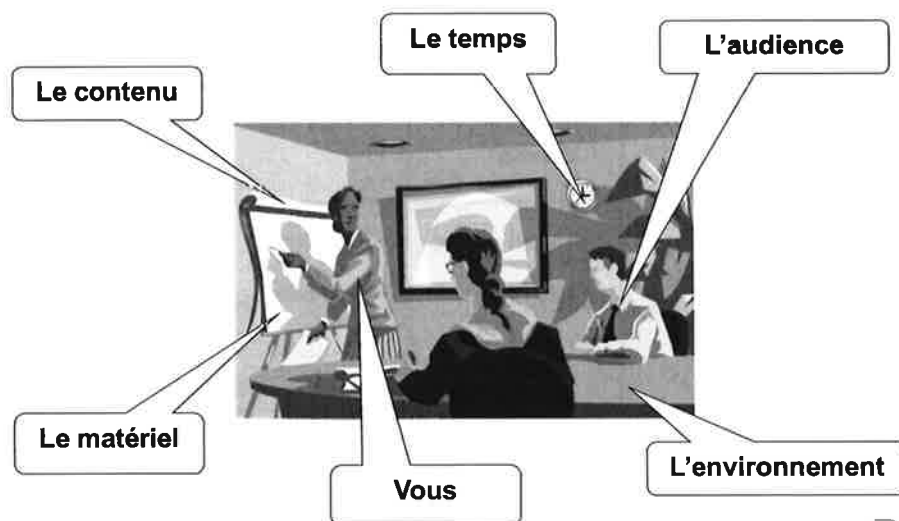 Le temps
L'audience
Le contenu
Le matériel
Vous
L'environnement